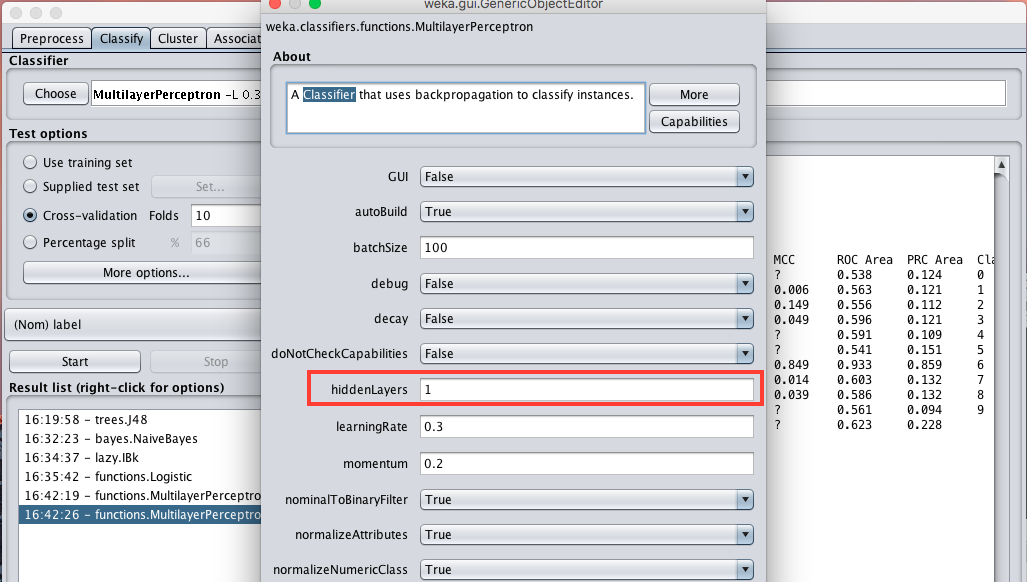 weka.gui.GenericObjectEditor
weka.classifiers.functions.MultilayerPerceptron
Preprocess Classify Cluster Associat
Classifier
Choose MultilayerPerceptron -L 0.3
About
A Classifier that uses backpropagation to classify instances.
More
Capabilities
Test options
Use training set
Supplied test set Set...
Cross-validation Folds 10
Percentage split % 66
More options...
(Nom) label
Start Stop
Result list (right-click for options)
16:19:58 - trees.J48
16:32:23 - bayes.NaiveBayes
16:34:37 - lazy.IBk
16:35:42 - functions.Logistic
16:42:19 - functions.MultilayerPerceptro
16:42:26 - functions.MultilayerPerceptro
GUI False
autoBuild True
batchSize 100
debug False
decay False
doNotCheckCapabilities False
hiddenLayers 1
learningRate 0.3
momentum 0.2
nominalToBinaryFilter True
normalizeAttributes True
normalizeNumericClass True
MCC ROC Area PRC Area Cla
? 0.538 0.124 0
0.006 0.563 0.121 1
0.149 0.556 0.112 2
0.049 0.596 0.121 3
? 0.591 0.109 4
? 0.541 0.151 5
0.849 0.933 0.859 6
0.014 0.603 0.132 7
0.039 0.586 0.132 8
? 0.561 0.094 9
? 0.623 0.228